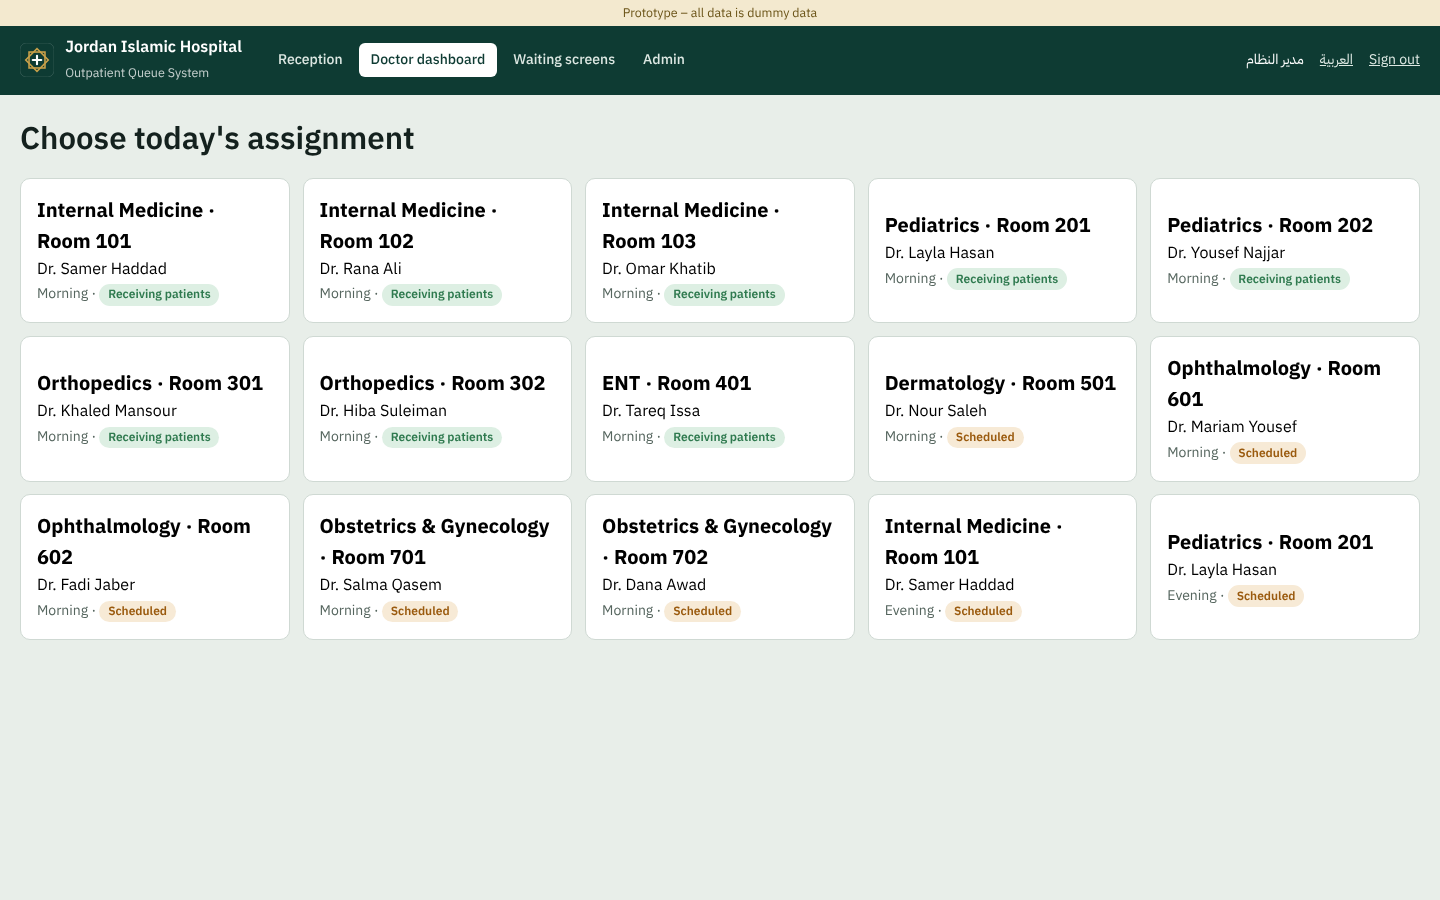 Prototype – all data is dummy data
Jordan Islamic Hospital
Outpatient Queue System
Reception
Doctor dashboard
Waiting screens
Admin
مدير النظام
العربية
Sign out
Choose today's assignment
Internal Medicine ·
Room 101
Dr. Samer Haddad
Morning · Receiving patients
Internal Medicine ·
Room 102
Dr. Rana Ali
Morning · Receiving patients
Internal Medicine ·
Room 103
Dr. Omar Khatib
Morning · Receiving patients
Pediatrics · Room 201
Dr. Layla Hasan
Morning · Receiving patients
Pediatrics · Room 202
Dr. Yousef Najjar
Morning · Receiving patients
Orthopedics · Room 301
Dr. Khaled Mansour
Morning · Receiving patients
Orthopedics · Room 302
Dr. Hiba Suleiman
Morning · Receiving patients
ENT · Room 401
Dr. Tareq Issa
Morning · Receiving patients
Dermatology · Room 501
Dr. Nour Saleh
Morning · Scheduled
Ophthalmology · Room
601
Dr. Mariam Yousef
Morning · Scheduled
Ophthalmology · Room
602
Dr. Fadi Jaber
Morning · Scheduled
Obstetrics & Gynecology
· Room 701
Dr. Salma Qasem
Morning · Scheduled
Obstetrics & Gynecology
· Room 702
Dr. Dana Awad
Morning · Scheduled
Internal Medicine ·
Room 101
Dr. Samer Haddad
Evening · Scheduled
Pediatrics · Room 201
Dr. Layla Hasan
Evening · Scheduled